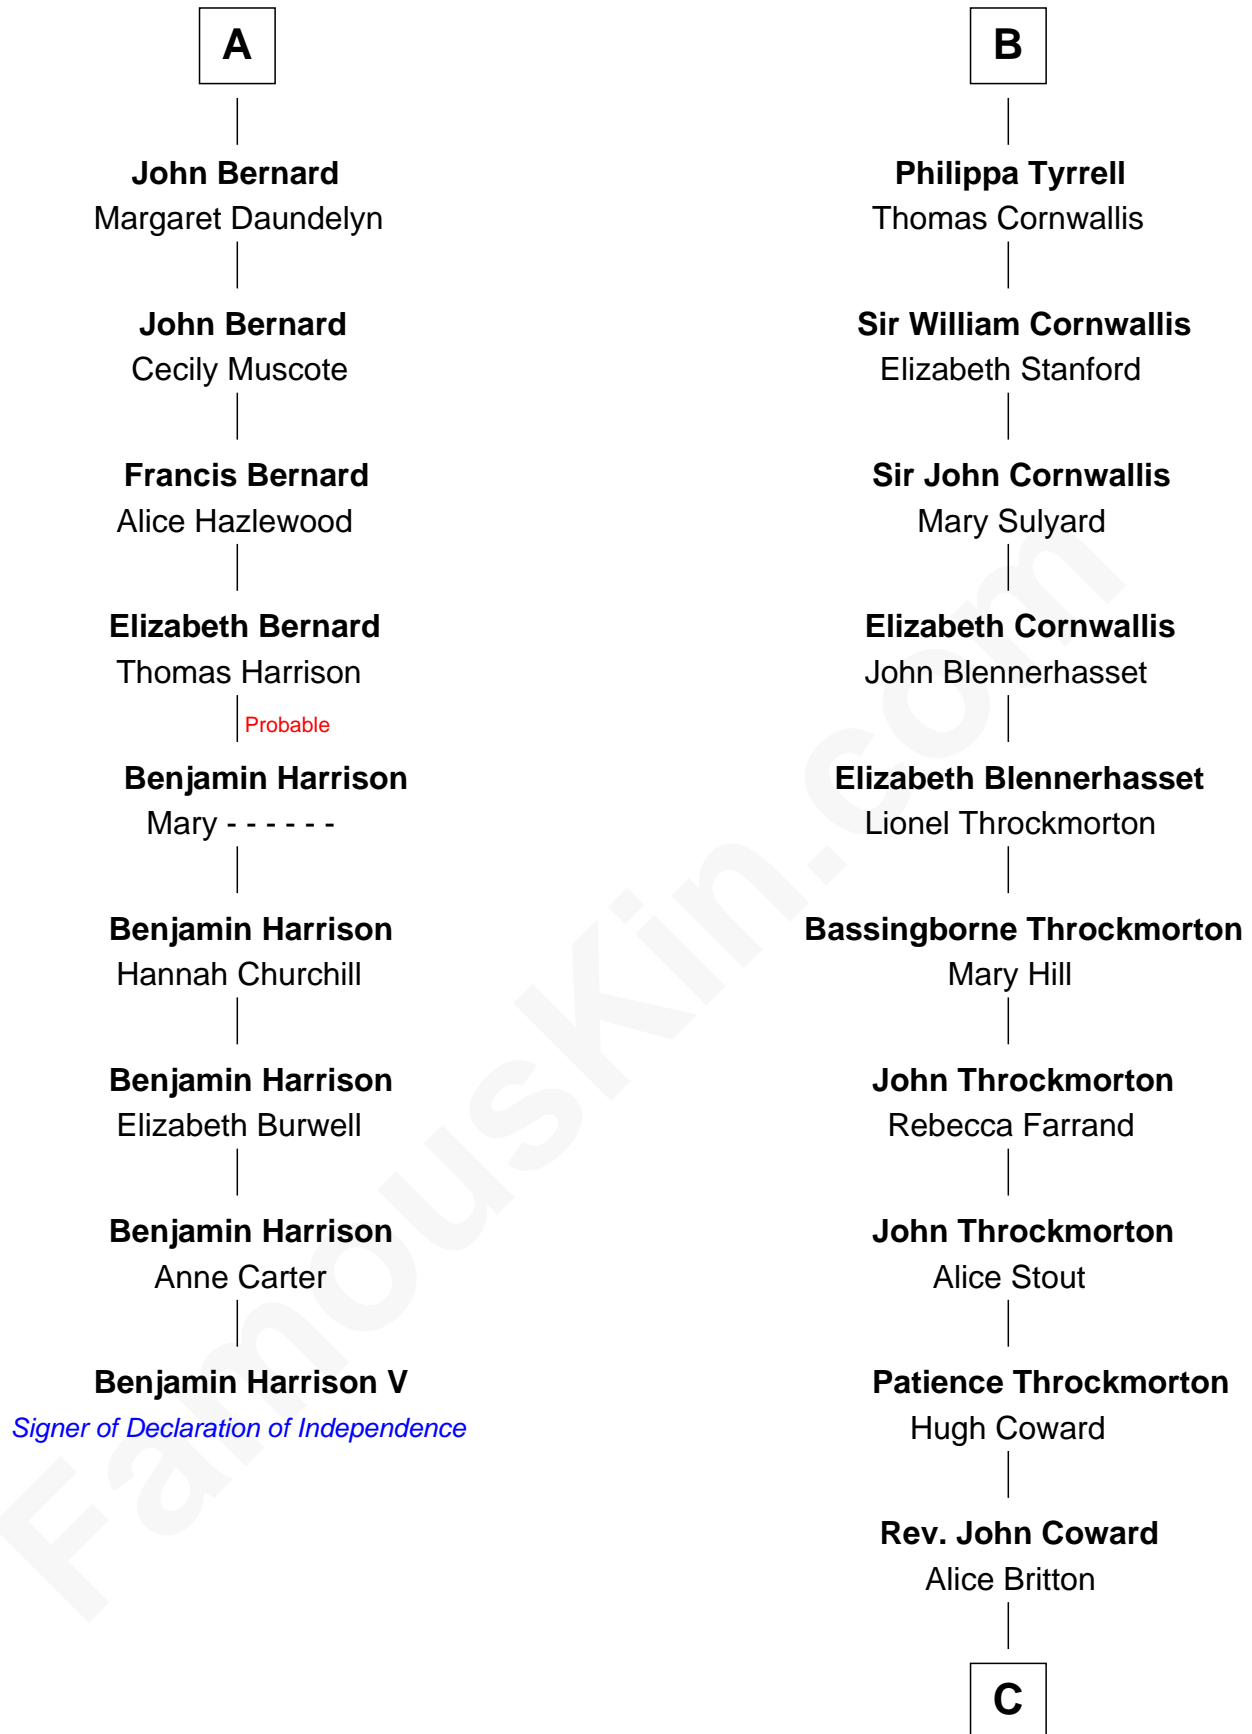 A
John Bernard
Margaret Daundelyn
John Bernard
Cecily Muscote
Francis Bernard
Alice Hazlewood
Elizabeth Bernard
Thomas Harrison
Probable
Benjamin Harrison
Mary - - - - - -
Benjamin Harrison
Hannah Churchill
Benjamin Harrison
Elizabeth Burwell
Benjamin Harrison
Anne Carter
Benjamin Harrison V
Signer of Declaration of Independence
B
Philippa Tyrrell
Thomas Cornwallis
Sir William Cornwallis
Elizabeth Stanford
Sir John Cornwallis
Mary Sulyard
Elizabeth Cornwallis
John Blennerhasset
Elizabeth Blennerhasset
Lionel Throckmorton
Bassingborne Throckmorton
Mary Hill
John Throckmorton
Rebecca Farrand
John Throckmorton
Alice Stout
Patience Throckmorton
Hugh Coward
Rev. John Coward
Alice Britton
C
FamousKin.com